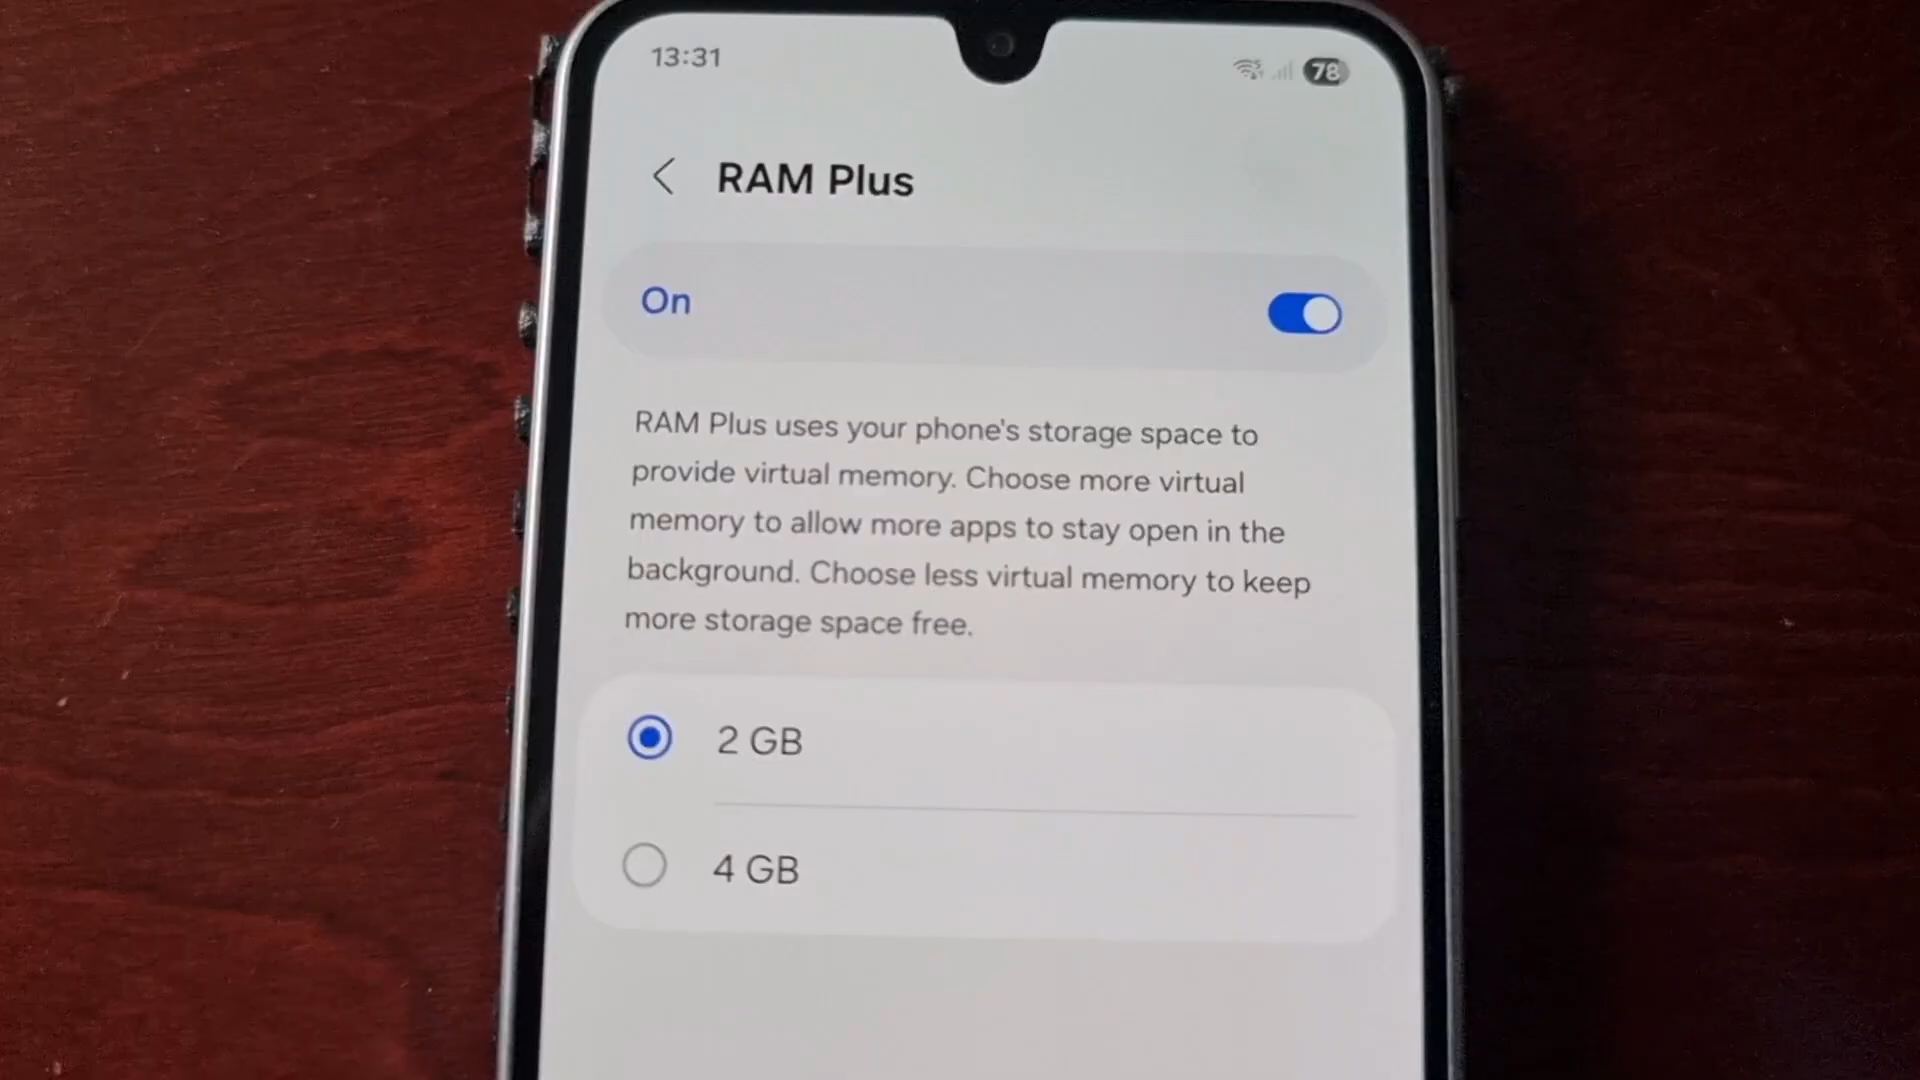 13:31
78
RAM Plus
On
RAM Plus uses your phone's storage space to
provide virtual memory. Choose more virtual
memory to allow more apps to stay open in the
background. Choose less virtual memory to keep
more storage space free.
2 GB
4 GB